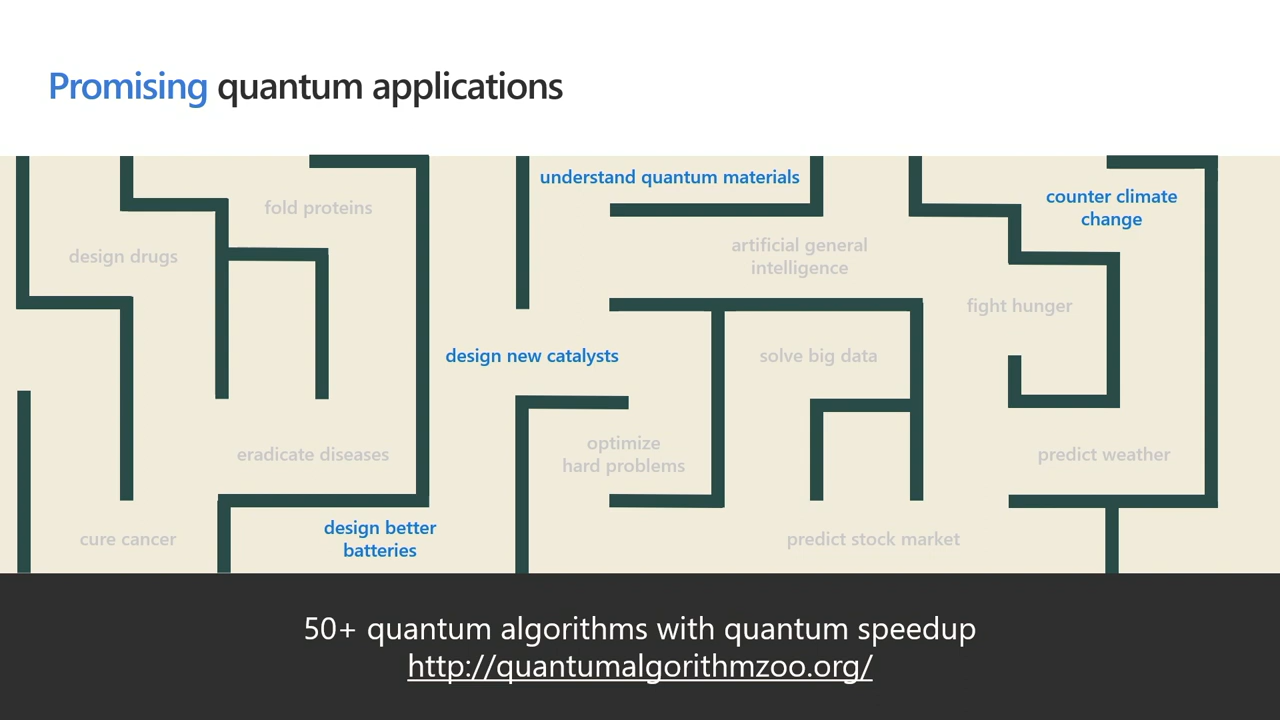 Promising quantum applications
understand quantum materials
counter climate
change
fold proteins
design drugs
artificial general
intelligence
fight hunger
design new catalysts
solve big data
optimize
hard problems
eradicate diseases
predict weather
design better
batteries
cure cancer
predict stock market
50+ quantum algorithms with quantum speedup
http://quantumalgorithmzoo.org/